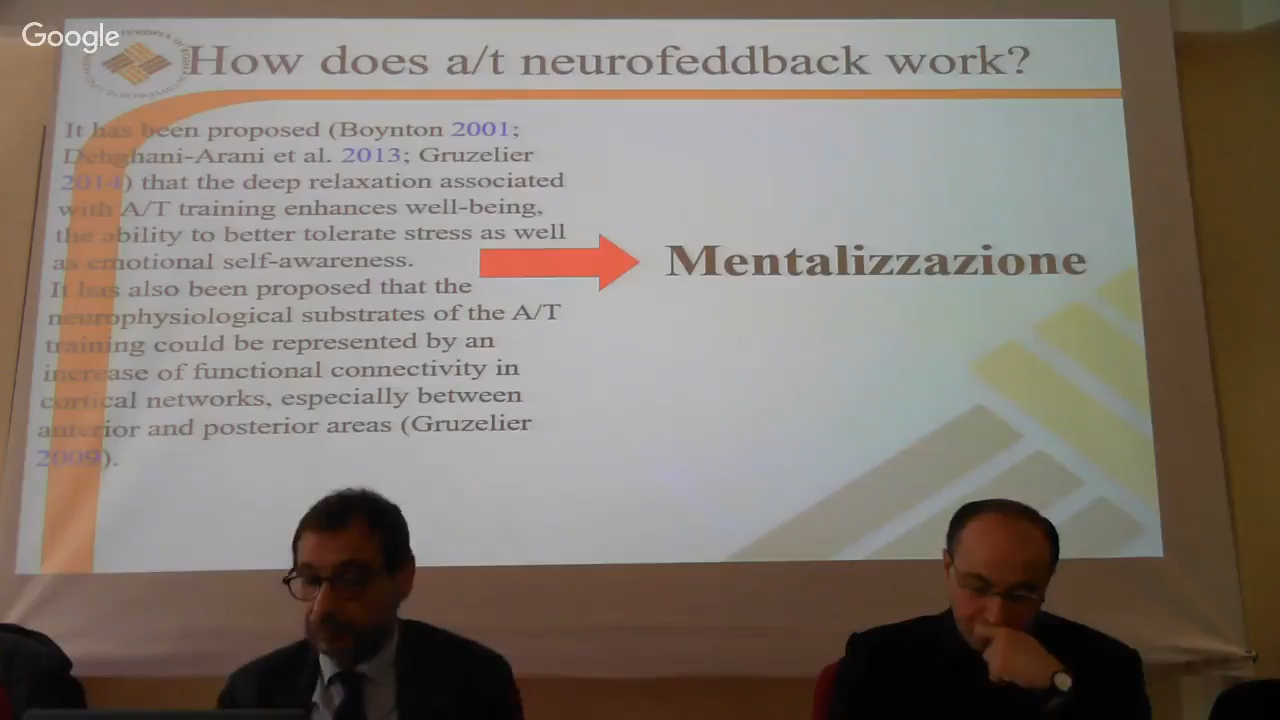 Google
How does a/t neurofeddback work?
It has been proposed (Boynton 2001;
Dehghani-Arani et al. 2013; Gruzelier
2014) that the deep relaxation associated
with A/T training enhances well-being,
the ability to better tolerate stress as well
as emotional self-awareness.
It has also been proposed that the
neurophysiological substrates of the A/T
training could be represented by an
increase of functional connectivity in
cortical networks, especially between
anterior and posterior areas (Gruzelier
2009).
Mentalizzazione